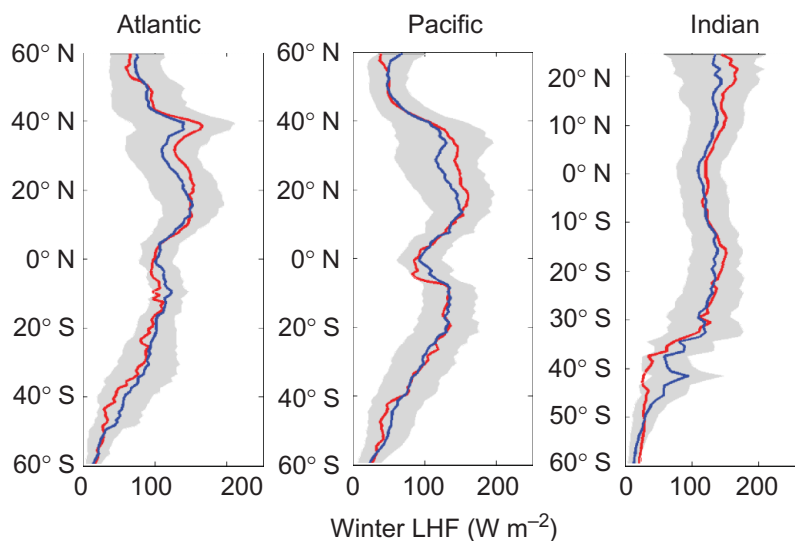 Atlantic
Pacific
Indian
60° N
40° N
20° N
0° N
20° S
40° S
60° S
0
100
200
60° N
40° N
20° N
0° N
20° S
40° S
60° S
0
100
200
20° N
10° N
0° N
10° S
20° S
30° S
40° S
50° S
60° S
0
100
200
Winter LHF (W m–2)